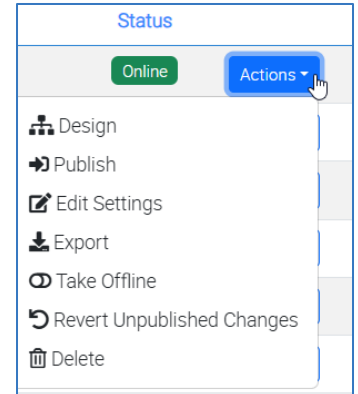 Status
Online Actions
Design
Publish
Edit Settings
Export
Take Offline
Revert Unpublished Changes
Delete